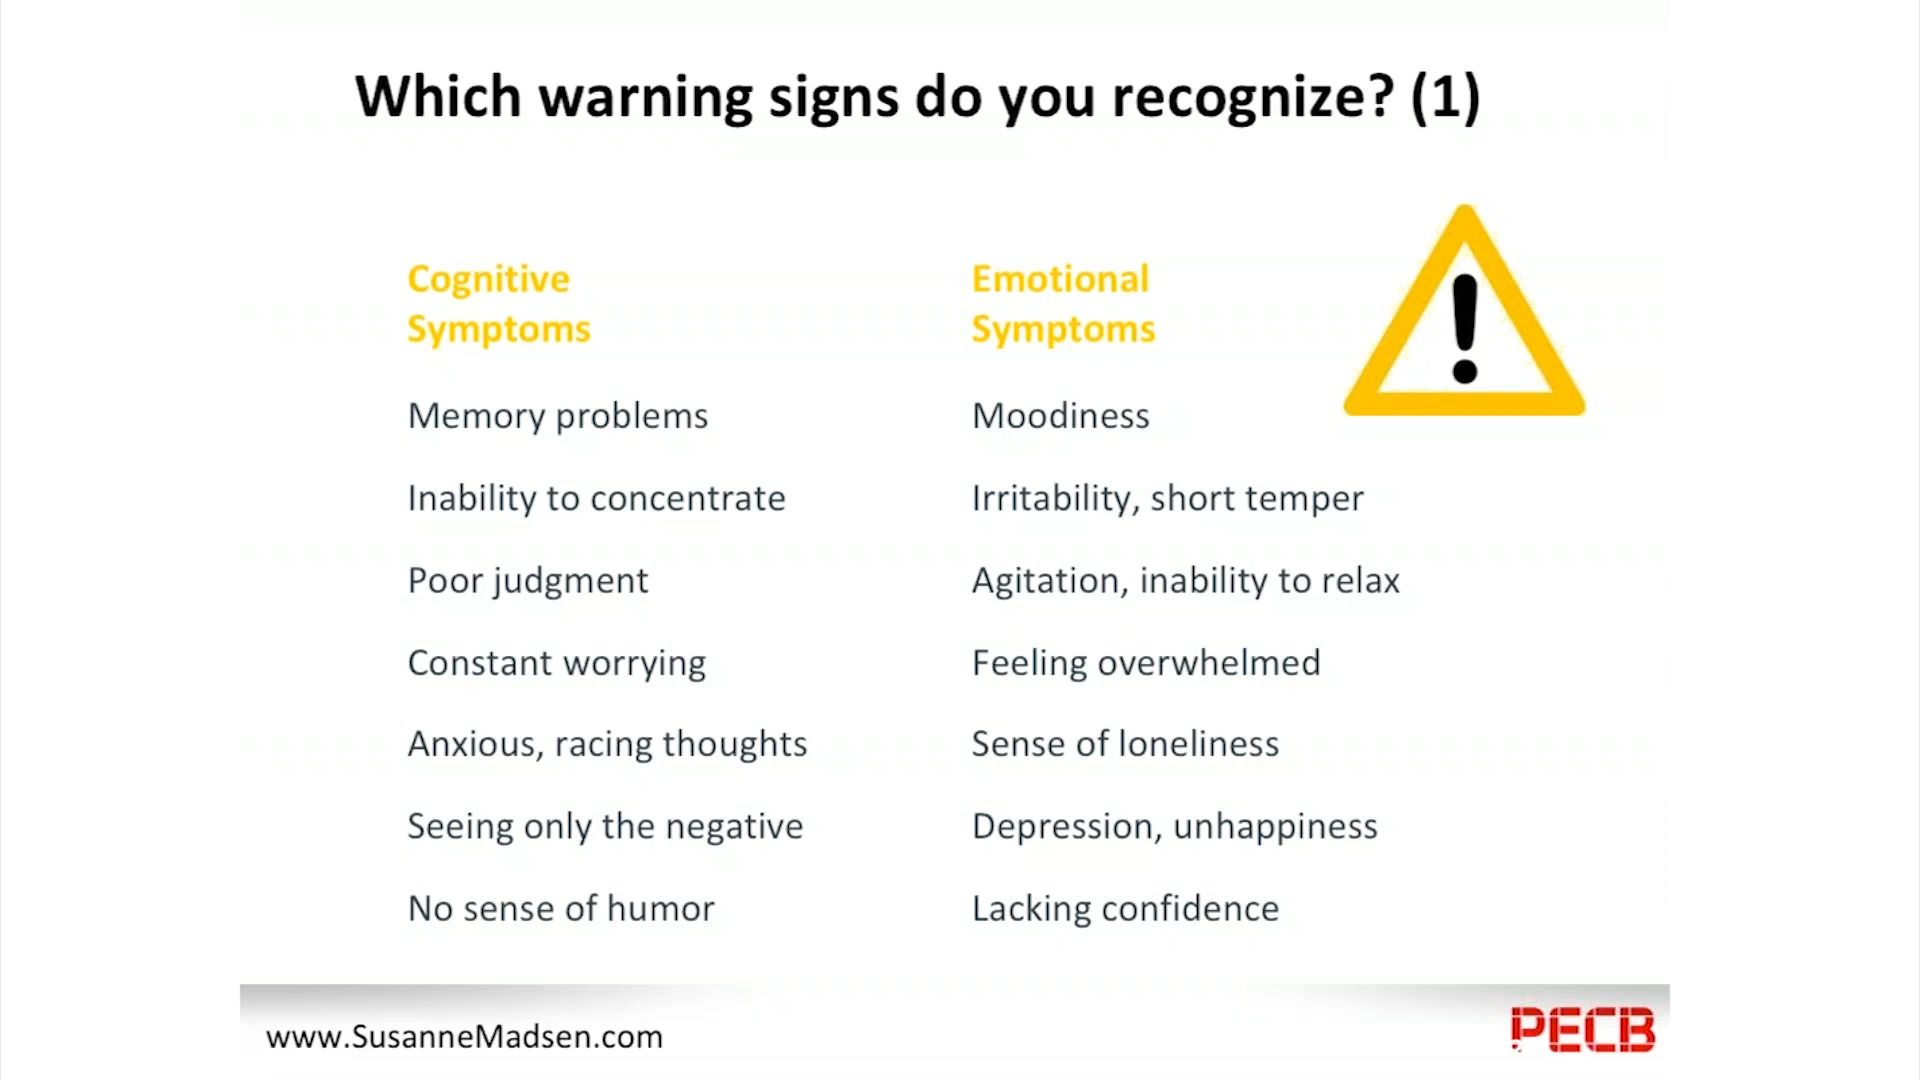 Which warning signs do you recognize? (1)
Cognitive
Symptoms
Memory problems
Inability to concentrate
Poor judgment
Constant worrying
Anxious, racing thoughts
Seeing only the negative
No sense of humor
Emotional
Symptoms
Moodiness
Irritability, short temper
Agitation, inability to relax
Feeling overwhelmed
Sense of loneliness
Depression, unhappiness
Lacking confidence
www.SusanneMadsen.com
PECB